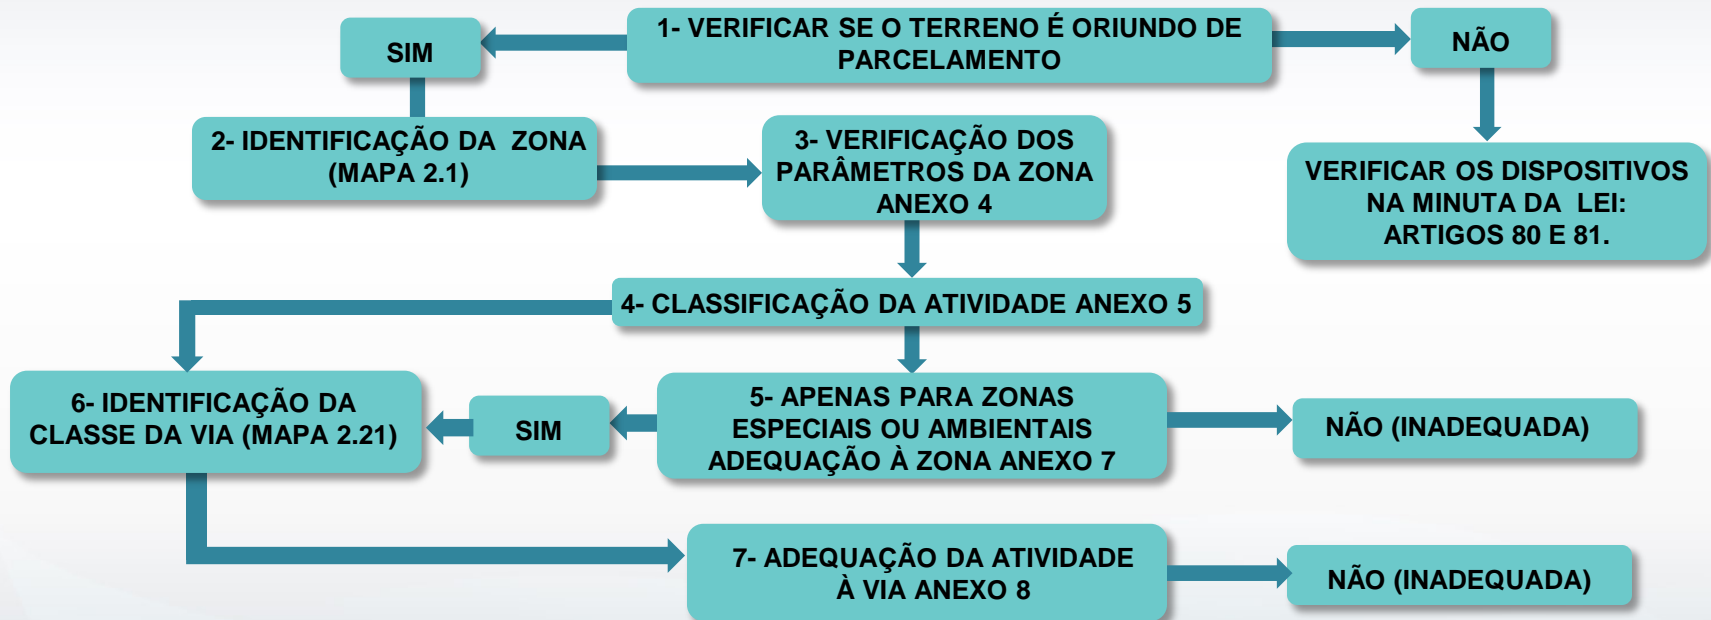 1- VERIFICAR SE O TERRENO É ORIUNDO DE
PARCELAMENTO
SIM
NÃO
2- IDENTIFICAÇÃO DA ZONA
(MAPA 2.1)
3- VERIFICAÇÃO DOS
PARÂMETROS DA ZONA
ANEXO 4
VERIFICAR OS DISPOSITIVOS
NA MINUTA DA LEI:
ARTIGOS 80 E 81.
4- CLASSIFICAÇÃO DA ATIVIDADE ANEXO 5
6- IDENTIFICAÇÃO DA
CLASSE DA VIA (MAPA 2.21)
SIM
5- APENAS PARA ZONAS
ESPECIAIS OU AMBIENTAIS
ADEQUAÇÃO À ZONA ANEXO 7
NÃO (INADEQUADA)
7- ADEQUAÇÃO DA ATIVIDADE
À VIA ANEXO 8
NÃO (INADEQUADA)